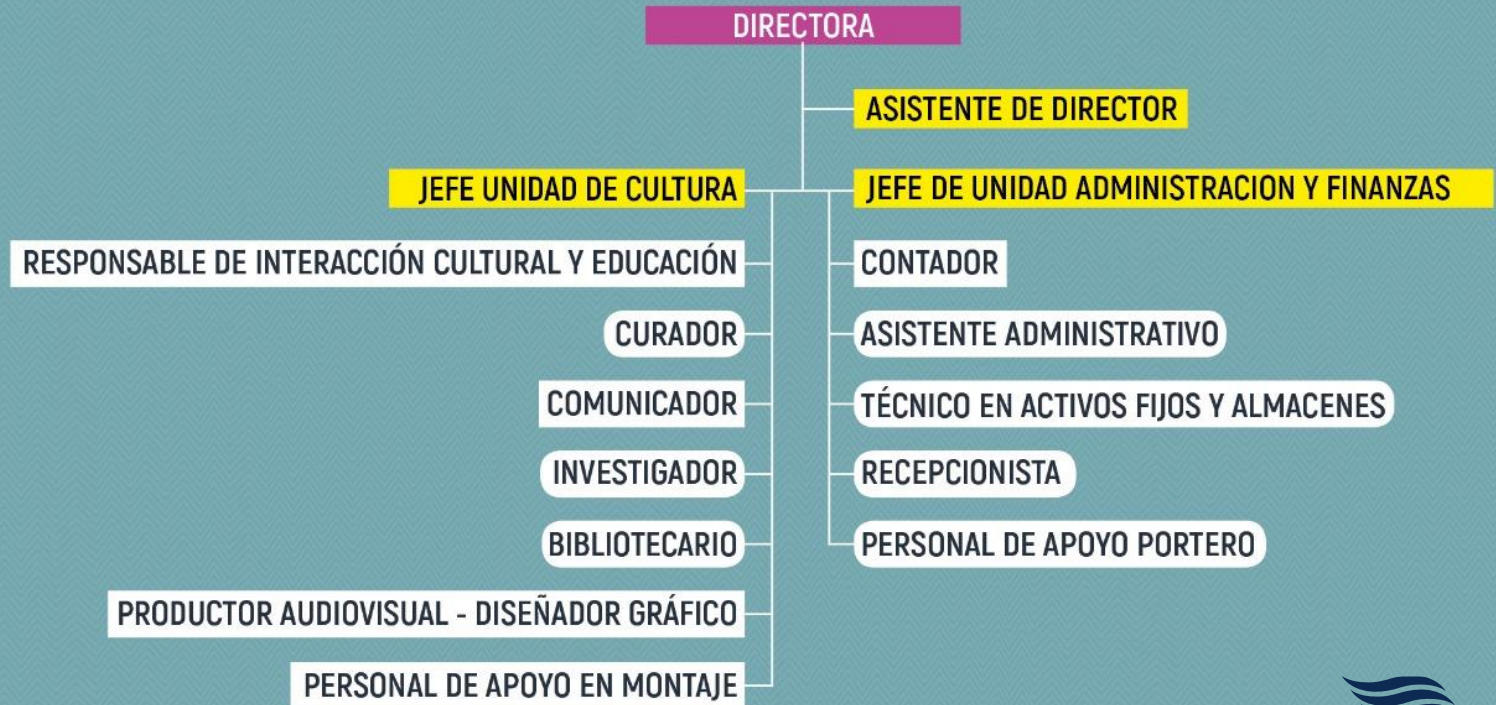 DIRECTORA
ASISTENTE DE DIRECTOR
JEFE UNIDAD DE CULTURA
JEFE DE UNIDAD ADMINISTRACION Y FINANZAS
RESPONSABLE DE INTERACCIÓN CULTURAL Y EDUCACIÓN
CONTADOR
CURADOR
ASISTENTE ADMINISTRATIVO
COMUNICADOR
TÉCNICO EN ACTIVOS FIJOS Y ALMACENES
INVESTIGADOR
RECEPCIONISTA
BIBLIOTECARIO
PERSONAL DE APOYO PORTERO
PRODUCTOR AUDIOVISUAL - DISEÑADOR GRÁFICO
PERSONAL DE APOYO EN MONTAJE